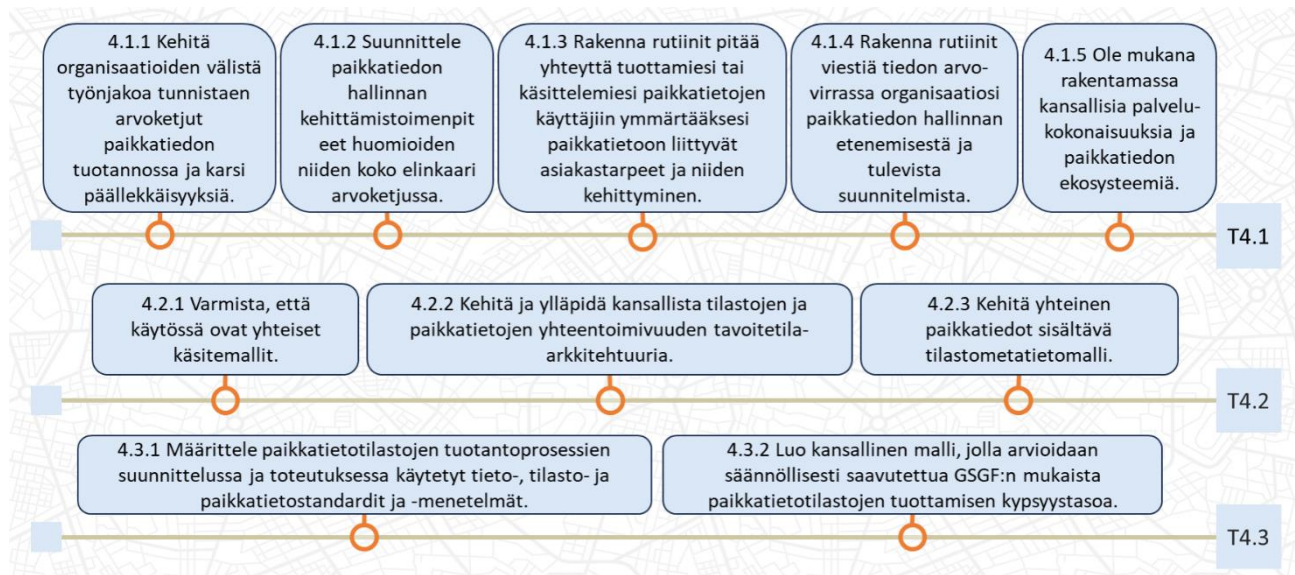 4.1.1 Kehitä
organisaatioiden välistä
työnjakoa tunnistaen
arvoketjut
paikkatiedon
tuotannossa ja karsi
päällekkäisyyksiä.
4.1.2 Suunnittele
paikkatiedon
hallinnan
kehittämistoimenpit
eet huomioiden
niiden koko elinkaari
arvoketjussa.
4.1.3 Rakenna rutiinit pitää
yhteyttä tuottamiesi tai
käsittelemiesi paikkatietojen
käyttäjiin ymmärtääksesi
paikkatietoon liittyvät
asiakastarpeet ja niiden
kehittyminen.
4.1.4 Rakenna rutiinit
viestiä tiedon arvo-
virrassa organisaatiosi
paikkatiedon hallinnan
etenemisestä ja
tulevista
suunnitelmista.
4.1.5 Ole mukana
rakentamassa
kansallisia palvelu-
kokonaisuuksia ja
paikkatiedon
ekosysteemiä.
T4.1
4.2.1 Varmista, että
käytössä ovat yhteiset
käsitemallit.
4.2.2 Kehitä ja ylläpidä kansallista tilastojen ja
paikkatietojen yhteentoimivuuden tavoitetila-
arkkitehtuuria.
4.2.3 Kehitä yhteinen
paikkatiedot sisältävä
tilastometatietomalli.
T4.2
4.3.1 Määrittele paikkatietotilastojen tuotantoprosessien
suunnittelussa ja toteutuksessa käytetyt tieto-, tilasto- ja
paikkatietostandardit ja -menetelmät.
4.3.2 Luo kansallinen malli, jolla arvioidaan
säännöllisesti saavutettua GSGF:n mukaista
paikkatietotilastojen tuottamisen kypsyystasoa.
T4.3